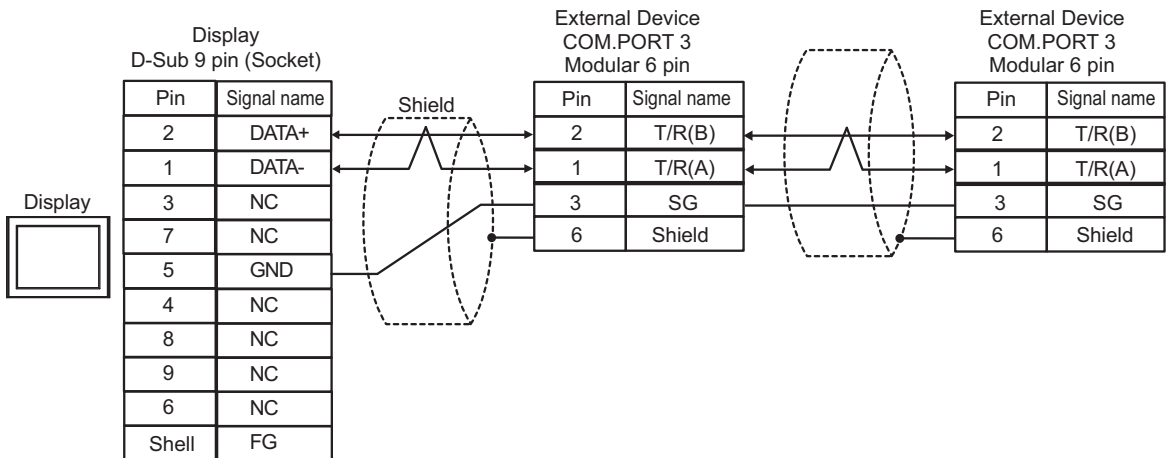 Display
D-Sub 9 pin (Socket)
Pin Signal name
2 DATA+
1 DATA-
3 NC
7 NC
5 GND
4 NC
8 NC
9 NC
6 NC
Shell FG
Display
Shield
External Device
COM.PORT 3
Modular 6 pin
Pin Signal name
2 T/R(B)
1 T/R(A)
3 SG
6 Shield
External Device
COM.PORT 3
Modular 6 pin
Pin Signal name
2 T/R(B)
1 T/R(A)
3 SG
6 Shield